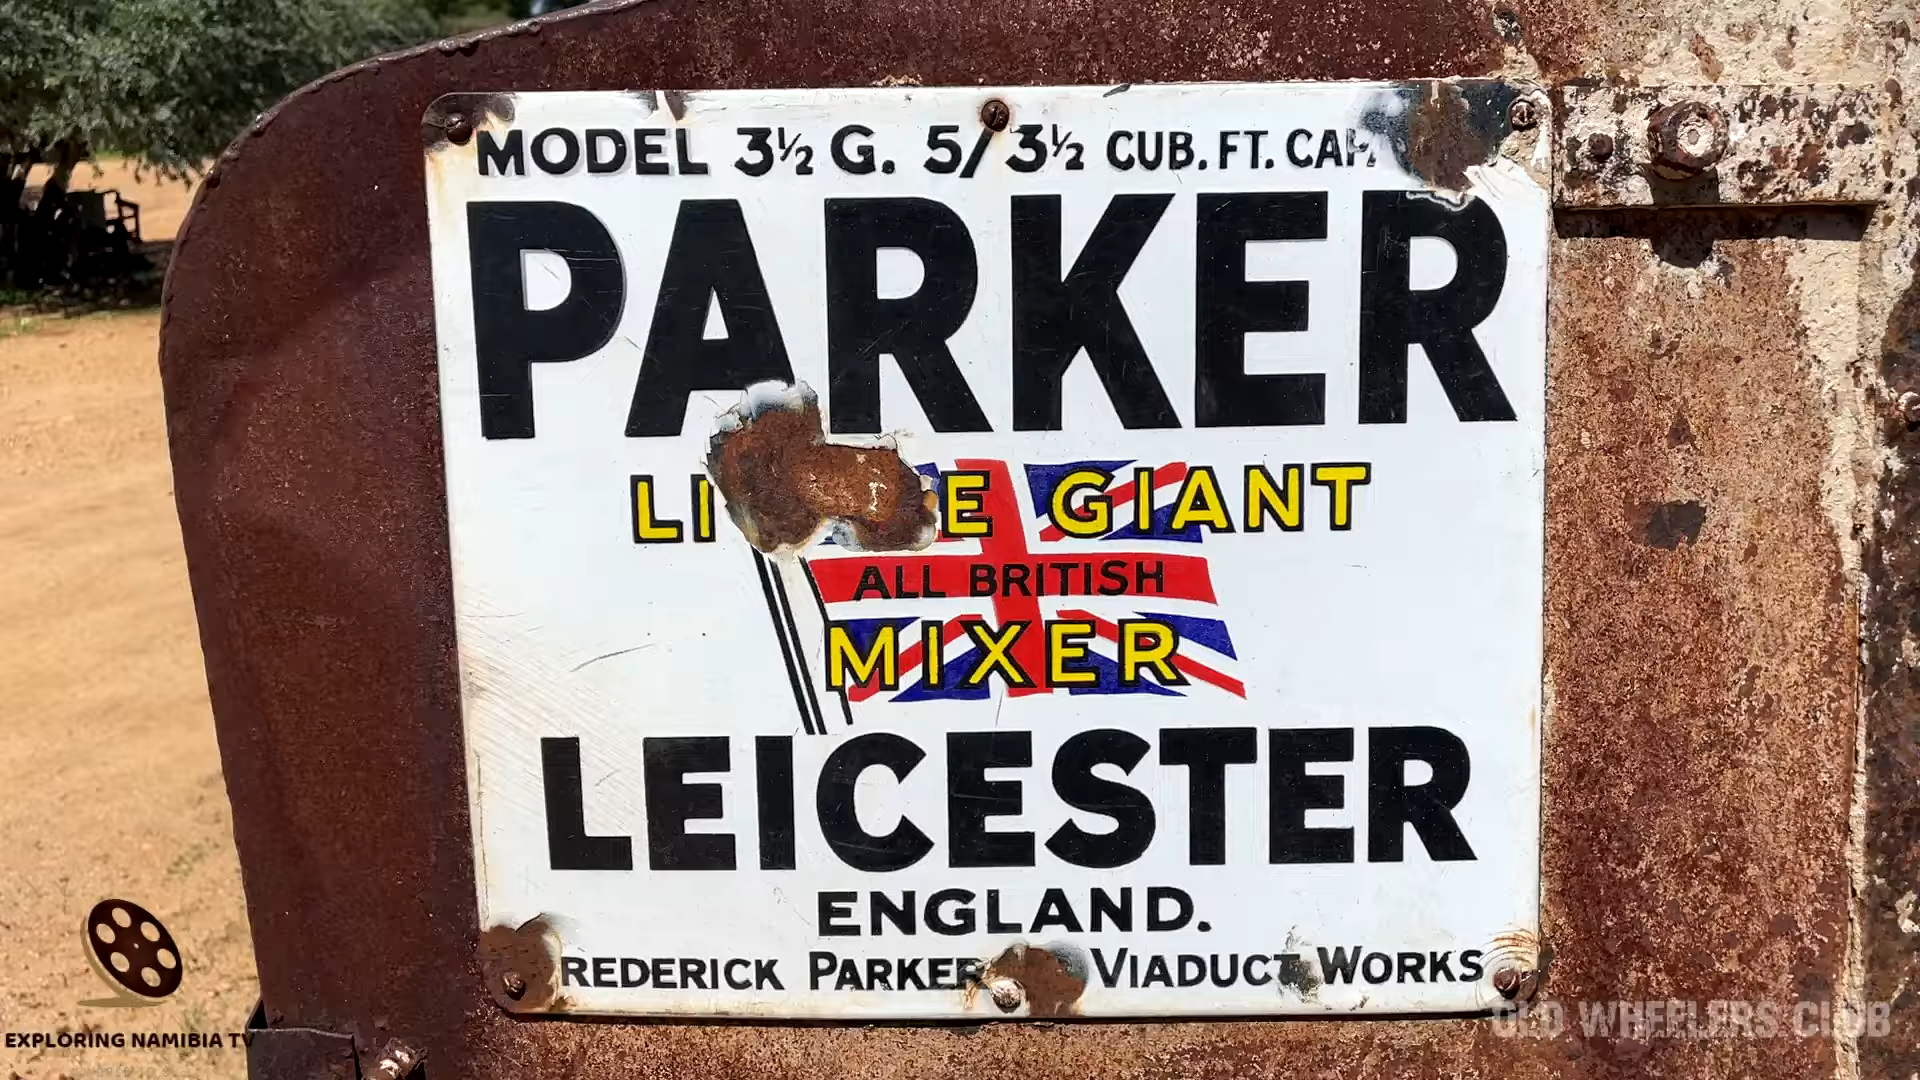 MODEL 3½ G. 5/3½ CUB. FT. CAP.
PARKER
GIANT
ALL BRITISH
MIXER
LEICESTER
ENGLAND.
PARKER VIADUCT WORKS
EXPLORING NAMIBIA TV
OLD WHEELERS CLUB